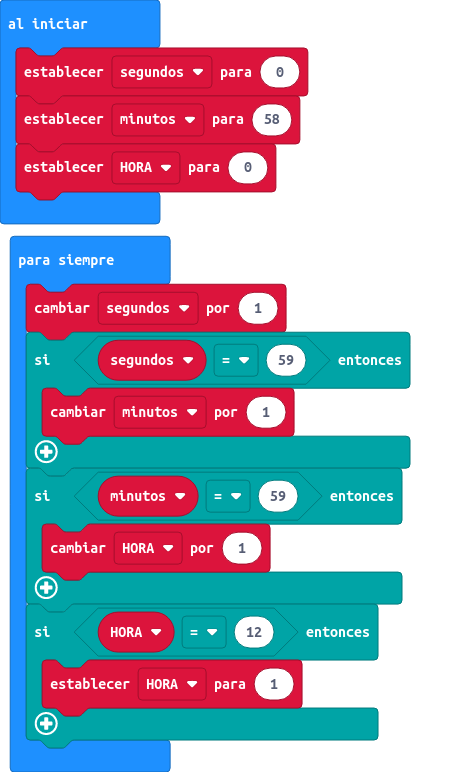 al iniciar
establecer segundos para 0
establecer minutos para 58
establecer HORA para 0
para siempre
cambiar segundos por 1
si segundos = 59 entonces
cambiar minutos por 1
si minutos = 59 entonces
cambiar HORA por 1
si HORA = 12 entonces
establecer HORA para 1